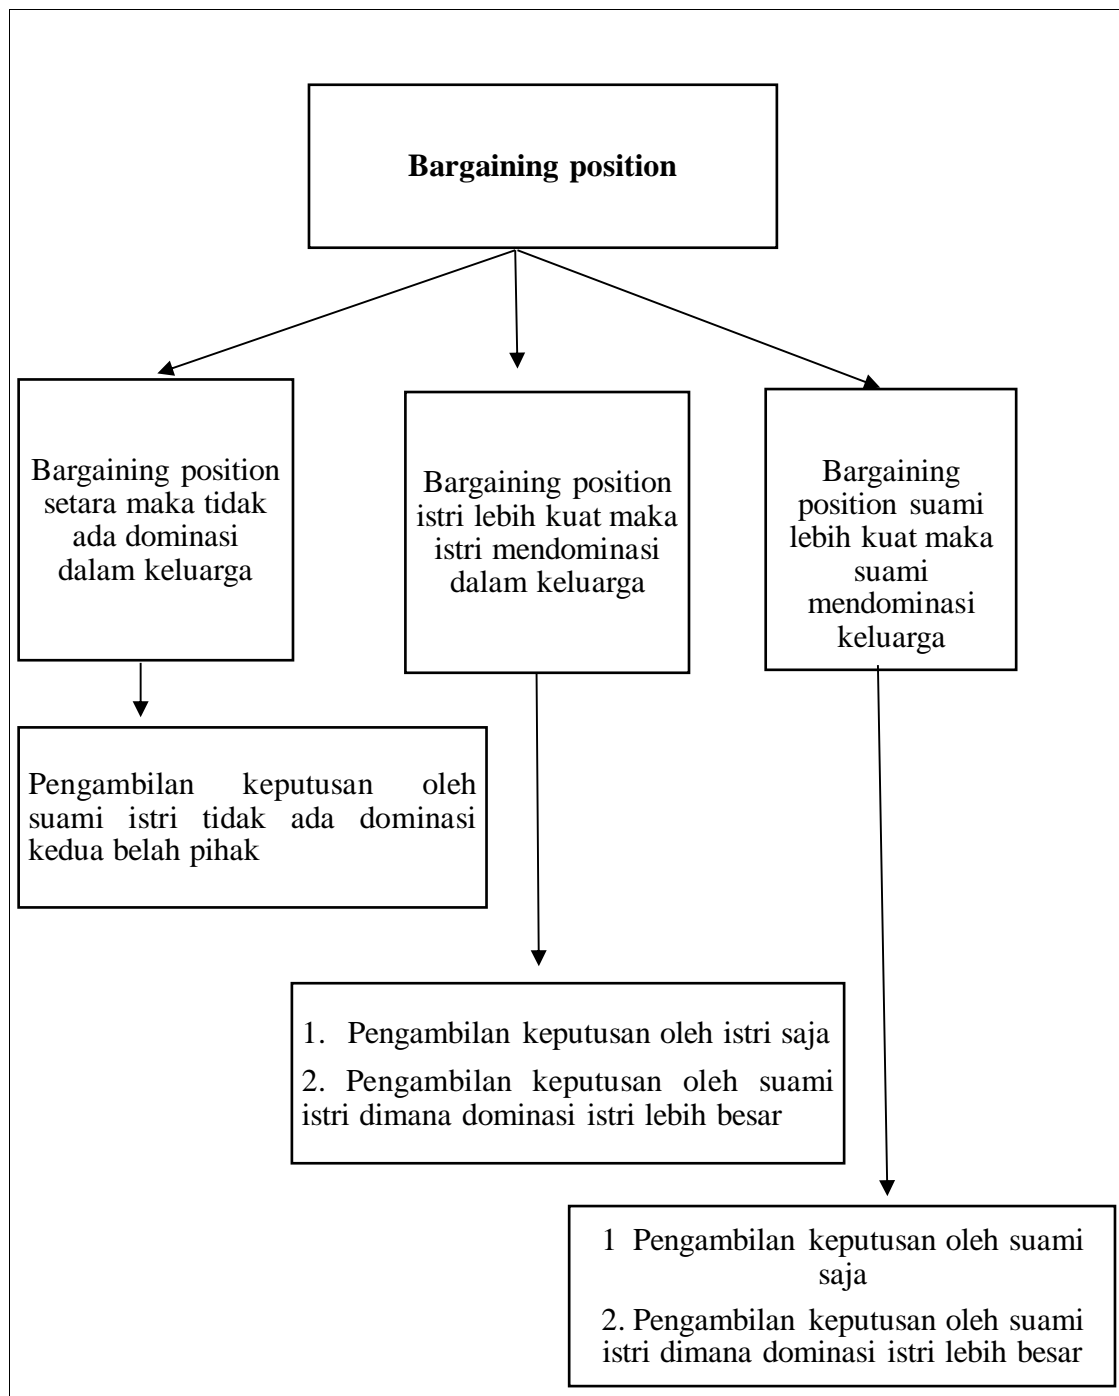 Bargaining position
Bargaining position
setara maka tidak
ada dominasi
dalam keluarga
Bargaining position
istri lebih kuat maka
istri mendominasi
dalam keluarga
Bargaining
position suami
lebih kuat maka
suami
mendominasi
keluarga
Pengambilan keputusan oleh
suami istri tidak ada dominasi
kedua belah pihak
1. Pengambilan keputusan oleh istri saja
2. Pengambilan keputusan oleh suami
istri dimana dominasi istri lebih besar
1 Pengambilan keputusan oleh suami
saja
2. Pengambilan keputusan oleh suami
istri dimana dominasi istri lebih besar